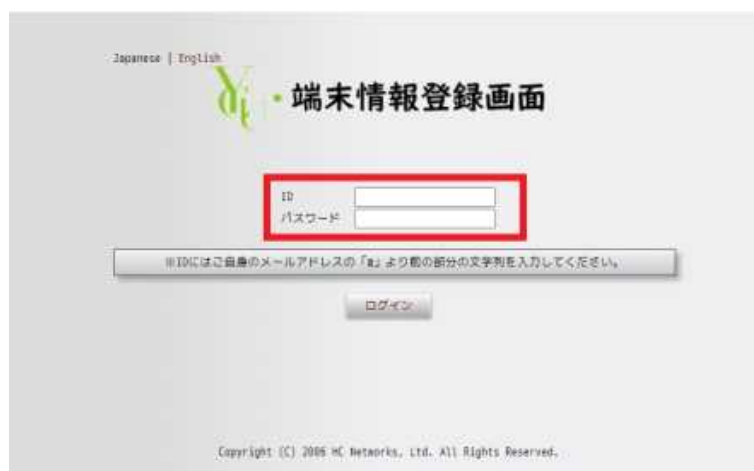 Japanese | English
・端末情報登録画面
ID
パスワード
※IDにはご自身のメールアドレスの「@」より前の部分の文字列を入力してください。
ログイン
Copyright (C) 2006 HC Networks, Ltd. All Rights Reserved.